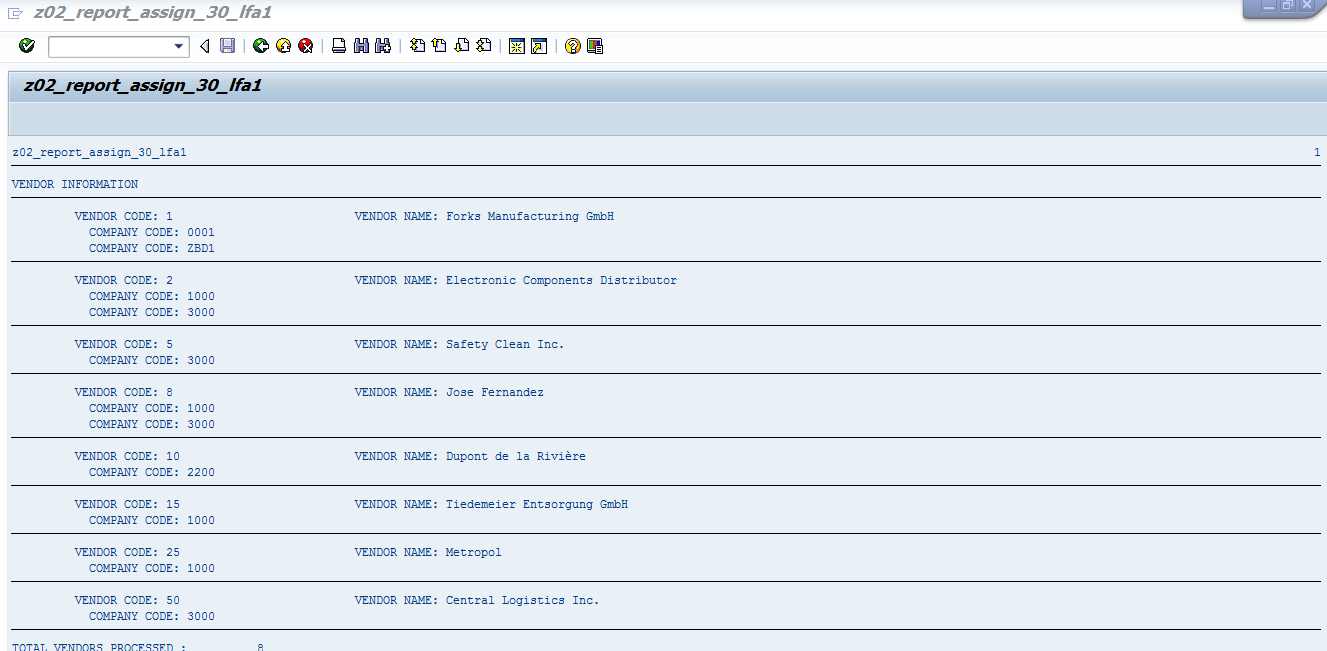 z02_report_assign_30_lfa1
z02_report_assign_30_lfa1
z02_report_assign_30_lfa1 1
VENDOR INFORMATION
VENDOR CODE: 1 VENDOR NAME: Forks Manufacturing GmbH
COMPANY CODE: 0001
COMPANY CODE: ZBD1
VENDOR CODE: 2 VENDOR NAME: Electronic Components Distributor
COMPANY CODE: 1000
COMPANY CODE: 3000
VENDOR CODE: 5 VENDOR NAME: Safety Clean Inc.
COMPANY CODE: 3000
VENDOR CODE: 8 VENDOR NAME: Jose Fernandez
COMPANY CODE: 1000
COMPANY CODE: 3000
VENDOR CODE: 10 VENDOR NAME: Dupont de la Rivière
COMPANY CODE: 2200
VENDOR CODE: 15 VENDOR NAME: Tiedemeier Entsorgung GmbH
COMPANY CODE: 1000
VENDOR CODE: 25 VENDOR NAME: Metropol
COMPANY CODE: 1000
VENDOR CODE: 50 VENDOR NAME: Central Logistics Inc.
COMPANY CODE: 3000
TOTAL VENDORS PROCESSED : 8